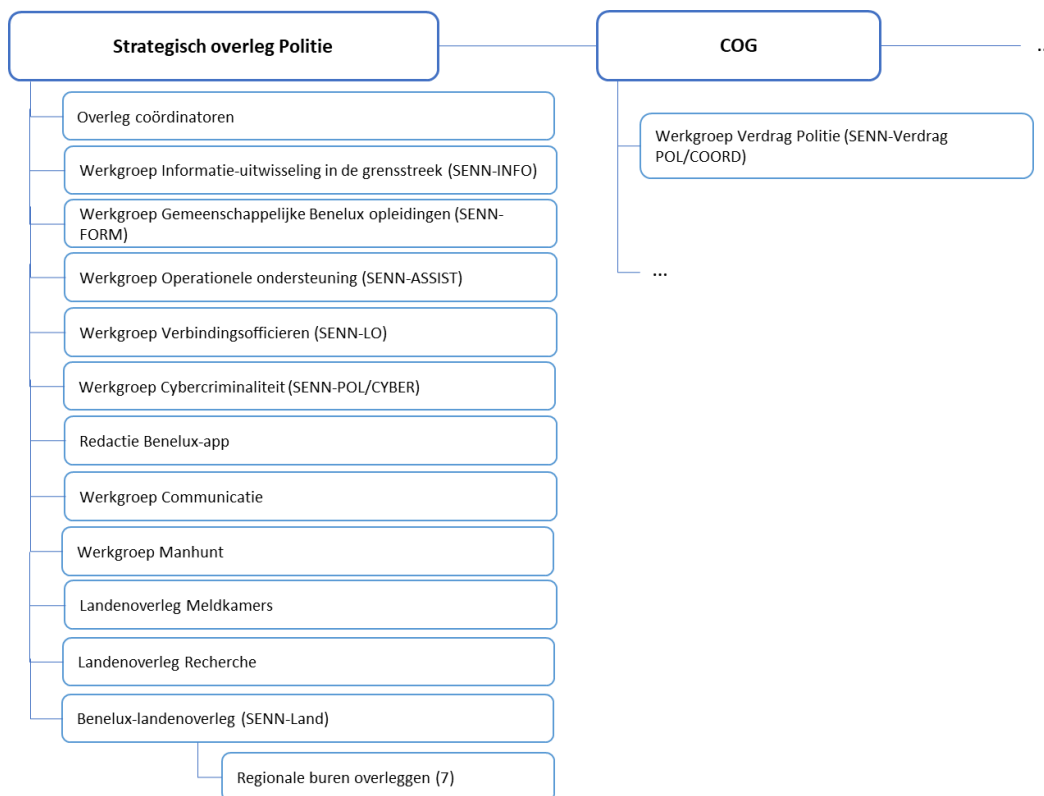 Strategisch overleg Politie
COG
..
Overleg coördinatoren
Werkgroep Informatie-uitwisseling in de grensstreek (SENN-INFO)
Werkgroep Gemeenschappelijke Benelux opleidingen (SENN-
FORM)
Werkgroep Operationele ondersteuning (SENN-ASSIST)
Werkgroep Verbindingsofficieren (SENN-LO)
Werkgroep Cybercriminaliteit (SENN-POL/CYBER)
Redactie Benelux-app
Werkgroep Communicatie
Werkgroep Manhunt
Landenoverleg Meldkamers
Landenoverleg Recherche
Benelux-landenoverleg (SENN-Land)
Regionale buren overleggen (7)
Werkgroep Verdrag Politie (SENN-Verdrag
POL/COORD)
...